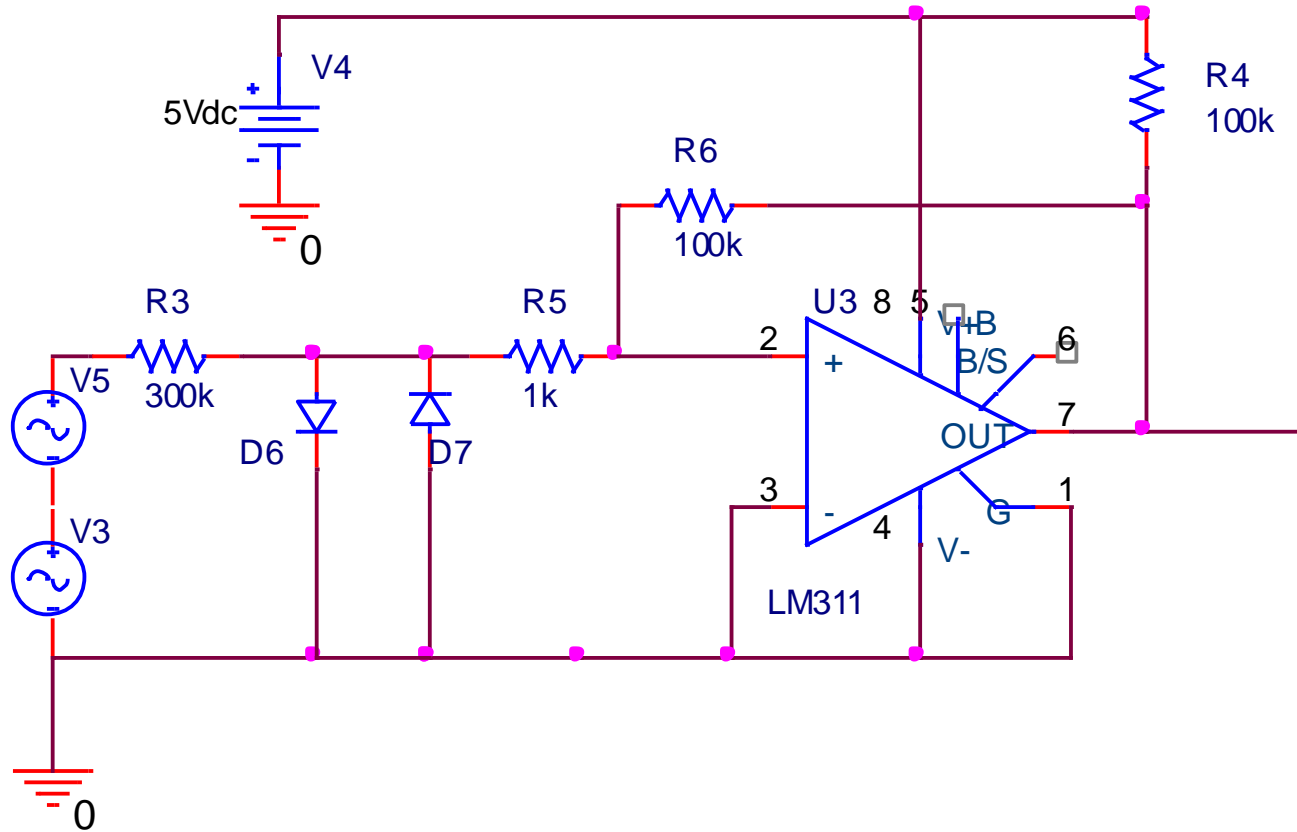 V4
5Vdc
+
-
0
R4
100k
R6
100k
R3
300k
R5
1k
U3
8
5
V+
B
6
B/S
2
+
7
OUT
V5
+
-
D6
D7
3
-
4
G
1
V-
V3
+
-
LM311
0